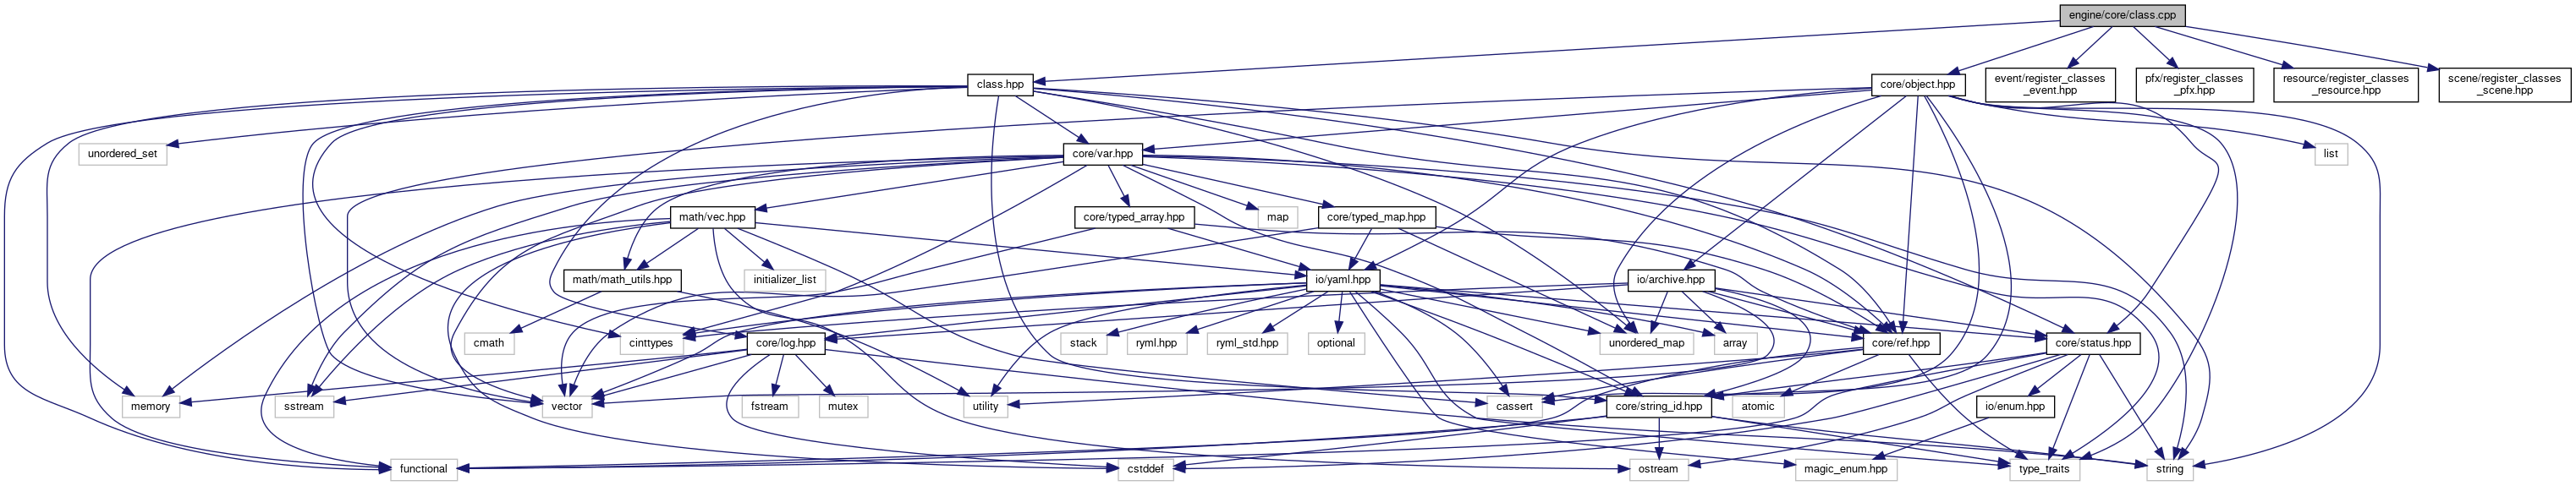 engine/core/class.cpp
class.hpp
core/object.hpp
event/register_classes
_event.hpp
pfx/register_classes
_pfx.hpp
resource/register_classes
_resource.hpp
scene/register_classes
_scene.hpp
unordered_set
core/var.hpp
list
math/vec.hpp
core/typed_array.hpp
map
core/typed_map.hpp
math/math_utils.hpp
initializer_list
io/yaml.hpp
io/archive.hpp
cmath
cinttypes
core/log.hpp
stack
ryml.hpp
ryml_std.hpp
optional
unordered_map
array
core/ref.hpp
core/status.hpp
memory
sstream
vector
fstream
mutex
utility
cassert
core/string_id.hpp
atomic
io/enum.hpp
functional
cstddef
ostream
magic_enum.hpp
type_traits
string